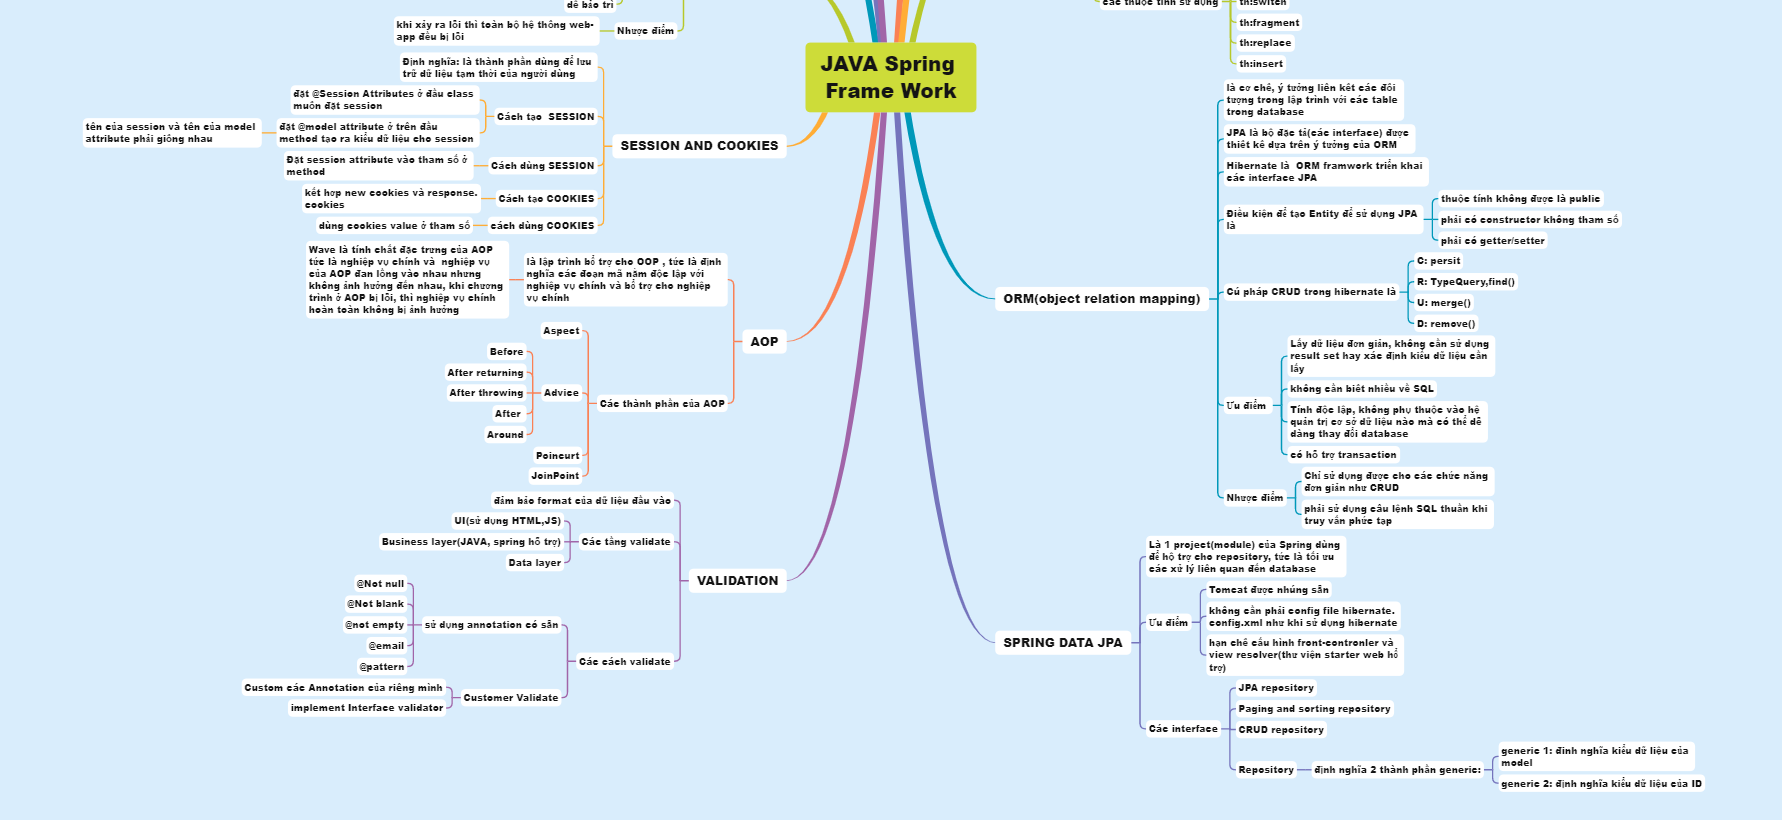 JAVA Spring
Frame Work
dễ bảo trì
khi xảy ra lỗi thì toàn bộ hệ thông web-
app đều bị lỗi
Nhược điểm
SESSION AND COOKIES
Định nghĩa: là thành phần dùng để lưu
trữ dữ liệu tạm thời của người dùng
Cách tạo  SESSION
đặt @Session Attributes ở đầu class
muốn đặt session
đặt @model attribute ở trên đầu
method tạo ra kiểu dữ liệu cho session
tên của session và tên của model
attribute phải giống nhau
Cách dùng SESSION
Đặt session attribute vào tham số ở
method
Cách tạo COOKIES
kết hợp new cookies và response.
cookies
cách dùng COOKIES
dùng cookies value ở tham số
AOP
là lập trình bổ trợ cho OOP , tức là định
nghĩa các đoạn mã nằm độc lập với
nghiệp vụ chính và bổ trợ cho nghiệp
vụ chính
Wave là tính chất đặc trưng của AOP
tức là nghiệp vụ chính và  nghiệp vụ
của AOP đan lồng vào nhau nhưng
không ảnh hưởng đến nhau, khi chương
trình ở AOP bị lỗi, thì nghiệp vụ chính
hoàn toàn không bị ảnh hưởng
Các thành phần của AOP
Aspect
Advice
Before
After returning
After throwing
After
Around
Poincurt
JoinPoint
VALIDATION
đảm bảo format của dữ liệu đầu vào
Các tầng validate
UI(sử dụng HTML,JS)
Business layer(JAVA, spring hỗ trợ)
Data layer
Các cách validate
sử dụng annotation có sẵn
@Not null
@Not blank
@not empty
@email
@pattern
Customer Validate
Custom các Annotation của riêng mình
implement Interface validator
các thuộc tính sử dụng
th:switch
th:fragment
th:replace
th:insert
ORM(object relation mapping)
là cơ chế, ý tưởng liên kết các đối
tượng trong lập trình với các table
trong database
JPA là bộ đặc tả(các interface) được
thiết kế dựa trên ý tưởng của ORM
Hibernate là  ORM framwork triển khai
các interface JPA
Điều kiện để tạo Entity để sử dụng JPA
là
thuộc tính không được là public
phải có constructor không tham số
phải có getter/setter
Cú pháp CRUD trong hibernate là
C: persit
R: TypeQuery,find()
U: merge()
D: remove()
Ưu điểm
Lấy dữ liệu đơn giản, không cần sử dụng
result set hay xác định kiểu dữ liệu cần
lấy
không cần biết nhiều về SQL
Tính độc lập, không phụ thuộc vào hệ
quản trị cơ sở dữ liệu nào mà có thể dễ
dàng thay đổi database
có hỗ trợ transaction
Nhược điểm
Chỉ sử dụng được cho các chức năng
đơn giản như CRUD
phải sử dụng câu lệnh SQL thuần khi
truy vấn phức tạp
SPRING DATA JPA
Là 1 project(module) của Spring dùng
để hộ trợ cho repository, tức là tối ưu
các xử lý liên quan đến database
Ưu điểm
Tomcat được nhúng sẵn
không cần phải config file hibernate.
config.xml như khi sử dụng hibernate
hạn chế cấu hình front-contronler và
view resolver(thư viện starter web hổ
trợ)
Các interface
JPA repository
Paging and sorting repository
CRUD repository
Repository
định nghĩa 2 thành phần generic:
generic 1: đinh nghĩa kiểu dữ liệu của
model
generic 2: định nghĩa kiểu dữ liệu của ID